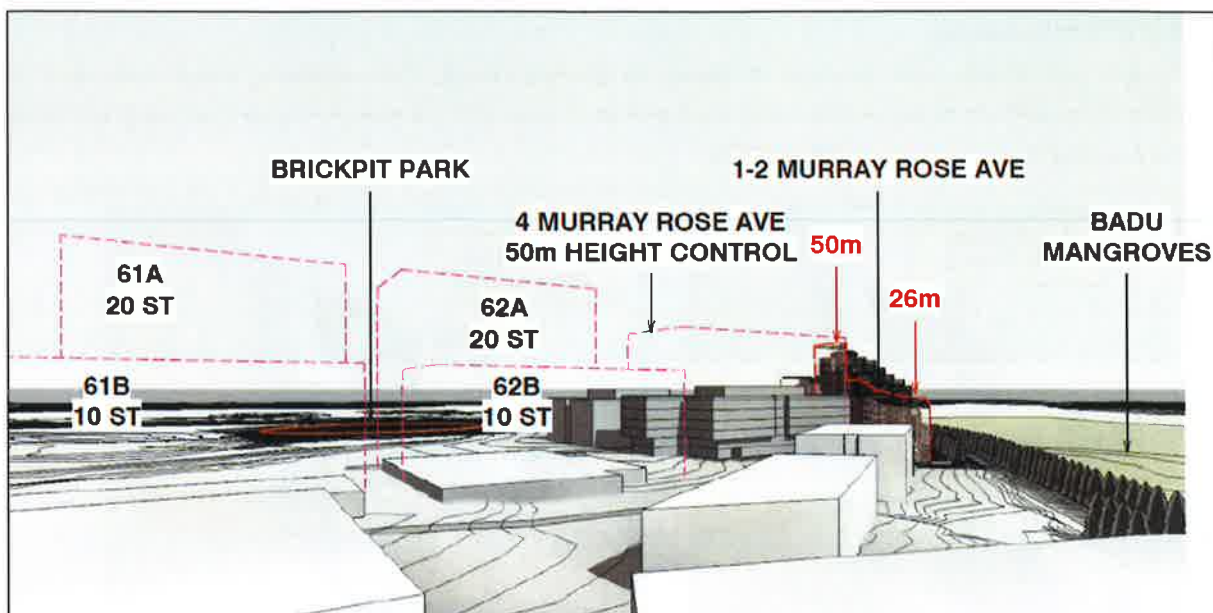 BRICKPIT PARK
1-2 MURRAY ROSE AVE
4 MURRAY ROSE AVE
50m HEIGHT CONTROL
50m
BADU
MANGROVES
26m
61A
20 ST
62A
20 ST
61B
10 ST
62B
10 ST